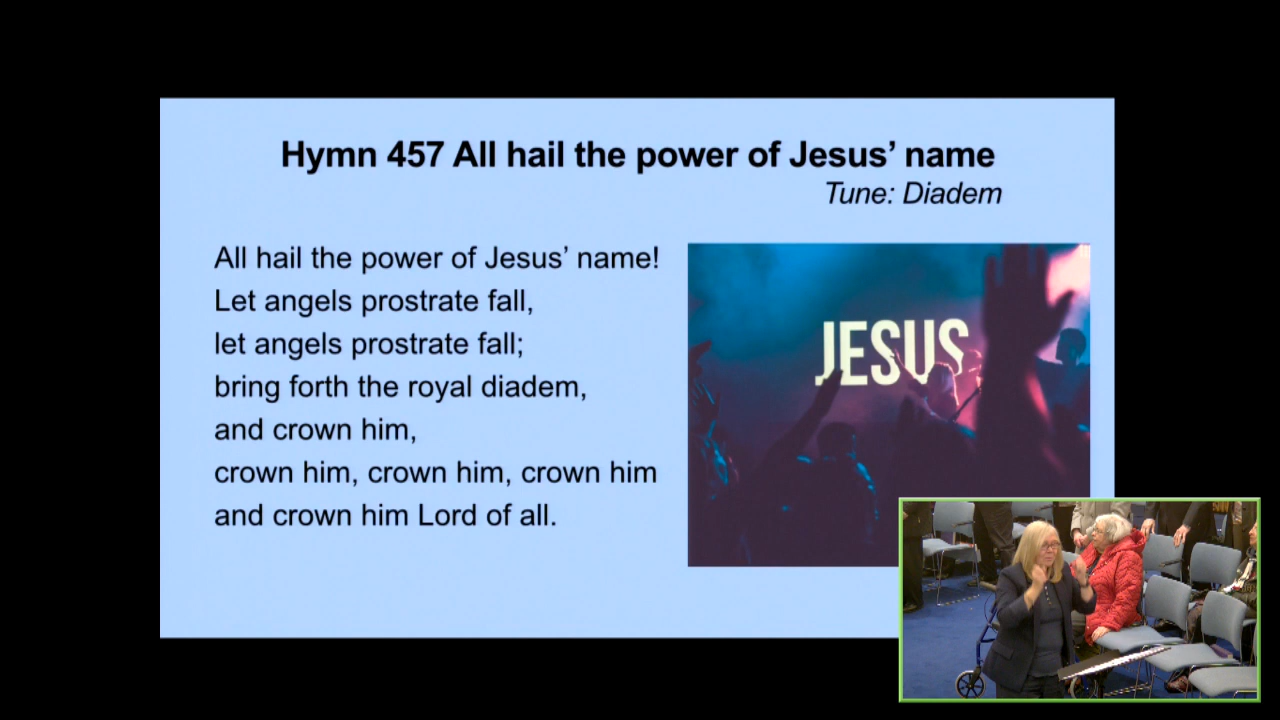 Hymn 457 All hail the power of Jesus’ name
Tune: Diadem
All hail the power of Jesus’ name!
Let angels prostrate fall,
let angels prostrate fall;
bring forth the royal diadem,
and crown him,
crown him, crown him, crown him
and crown him Lord of all.
JESUS